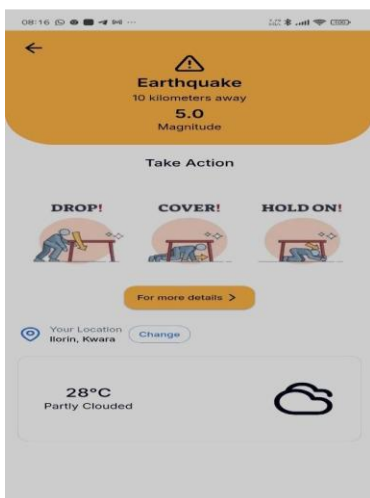 08:16
Earthquake
10 kilometers away
5.0
Magnitude
Take Action
DROP! COVER! HOLD ON!
For more details >
Your Location
Ilorin, Kwara
Change
28°C
Partly Clouded